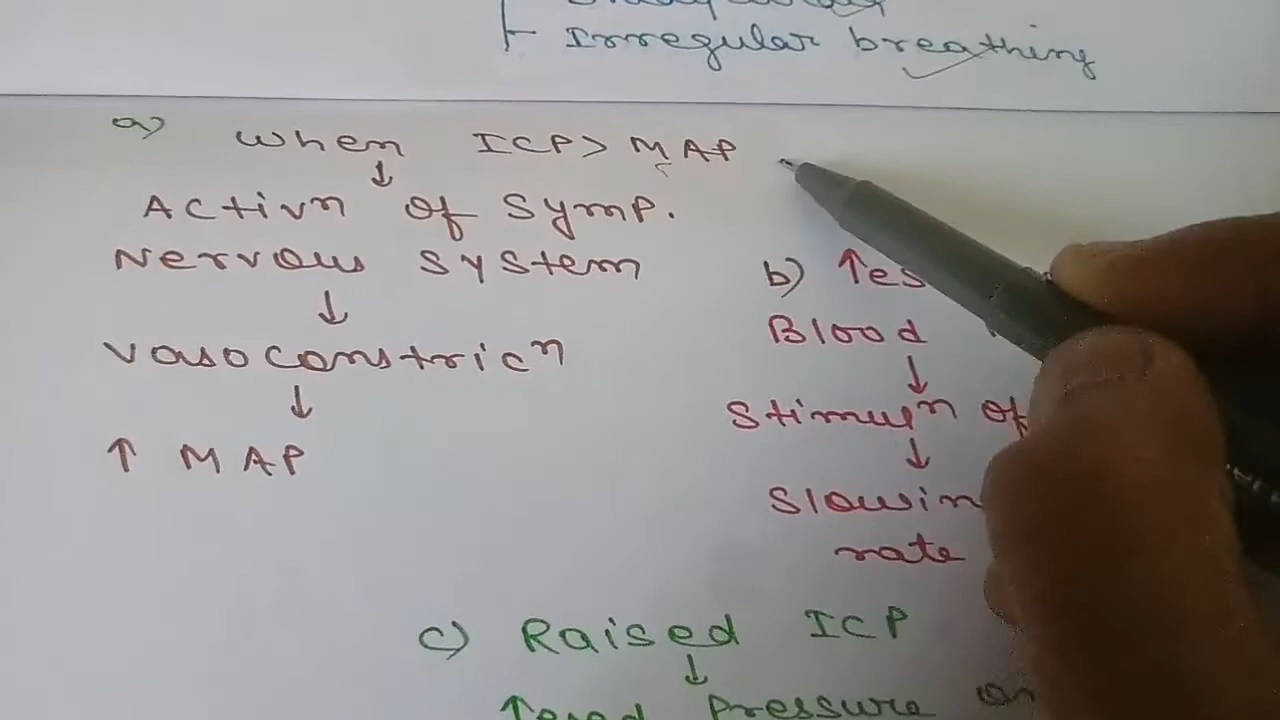 Irregular breathing
a) When ICP > MAP
↓
Activn of symp.
Nervous system
↓
Vasoconstricn
↓
↑ MAP
b) ↑es
Blood
↓
Stimuln of
↓
Slowin
rate
c) Raised ICP
↓
↑ Pressure on